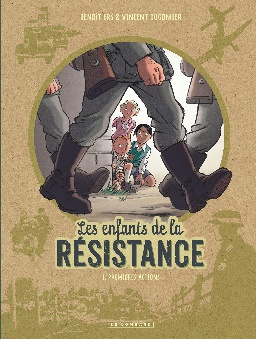 BENOÎT ERS & VINCENT DUGOMIER
Les enfants de la
RÉSISTANCE
1. PREMIÈRES ACTIONS
LE LOMBARD